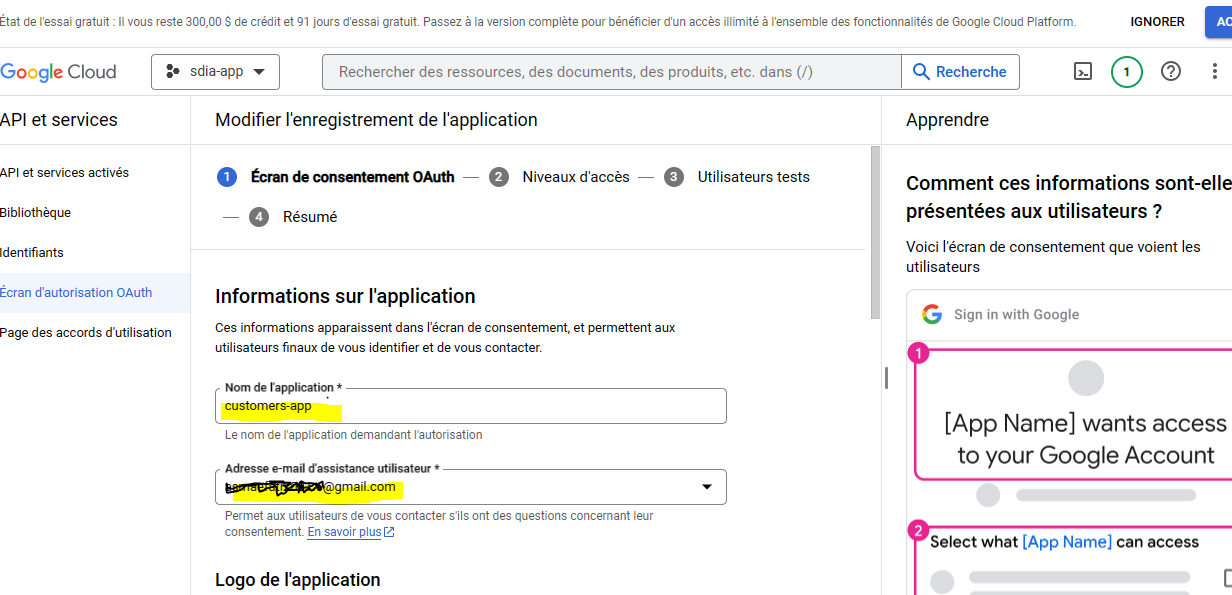 État de l'essai gratuit : Il vous reste 300,00 $ de crédit et 91 jours d'essai gratuit. Passez à la version complète pour bénéficier d'un accès illimité à l'ensemble des fonctionnalités de Google Cloud Platform.
IGNORER
AC
Google Cloud
sdia-app
Rechercher des ressources, des documents, des produits, etc. dans (/)
Recherche
1
API et services
API et services activés
Bibliothèque
Identifiants
Écran d'autorisation OAuth
Page des accords d'utilisation
Modifier l'enregistrement de l'application
1 Écran de consentement OAuth — 2 Niveaux d'accès — 3 Utilisateurs tests
— 4 Résumé
Informations sur l'application
Ces informations apparaissent dans l'écran de consentement, et permettent aux
utilisateurs finaux de vous identifier et de vous contacter.
Nom de l'application *
customers-app
Le nom de l'application demandant l'autorisation
Adresse e-mail d'assistance utilisateur *
@gmail.com
Permet aux utilisateurs de vous contacter s'ils ont des questions concernant leur
consentement. En savoir plus
Logo de l'application
Apprendre
Comment ces informations sont-elle
présentées aux utilisateurs ?
Voici l'écran de consentement que voient les
utilisateurs
Sign in with Google
1
[App Name] wants access
to your Google Account
2
Select what [App Name] can access